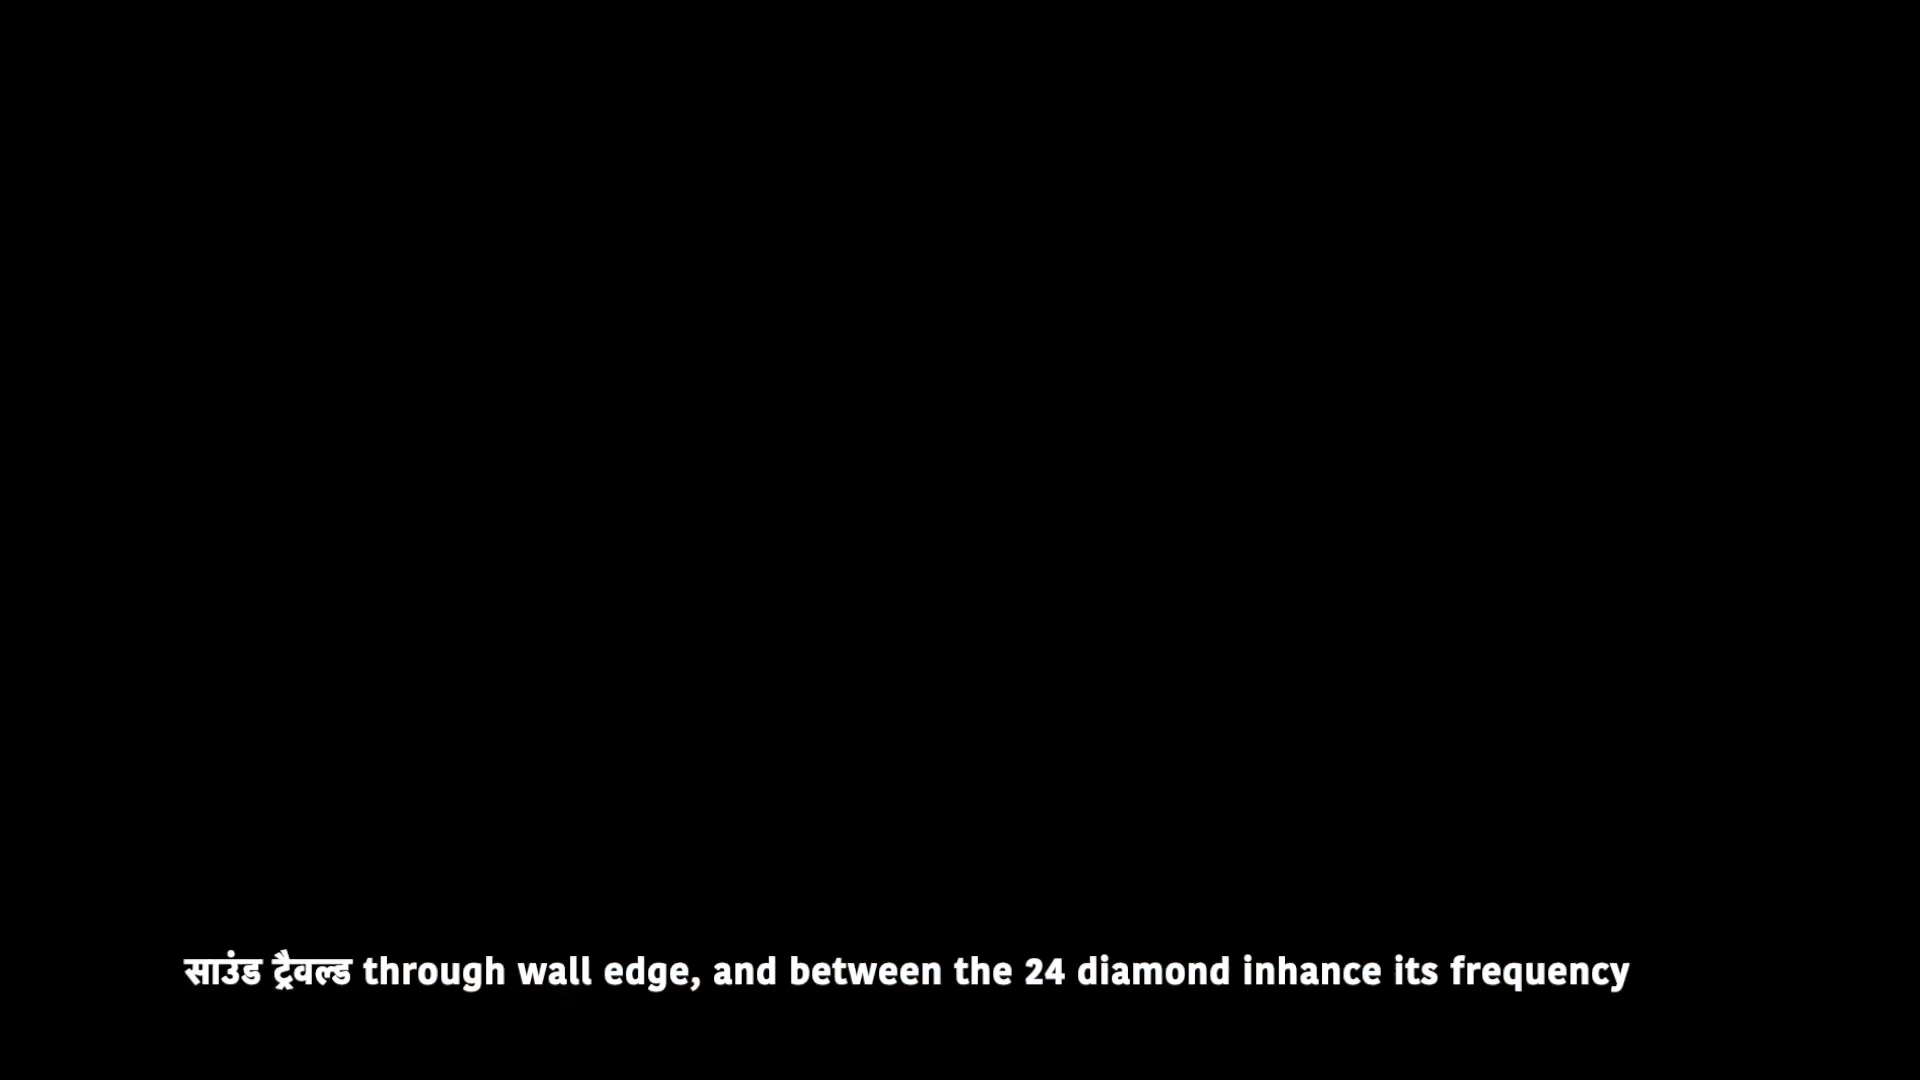 साउंड ट्रैवल्ड through wall edge, and between the 24 diamond inhance its frequency